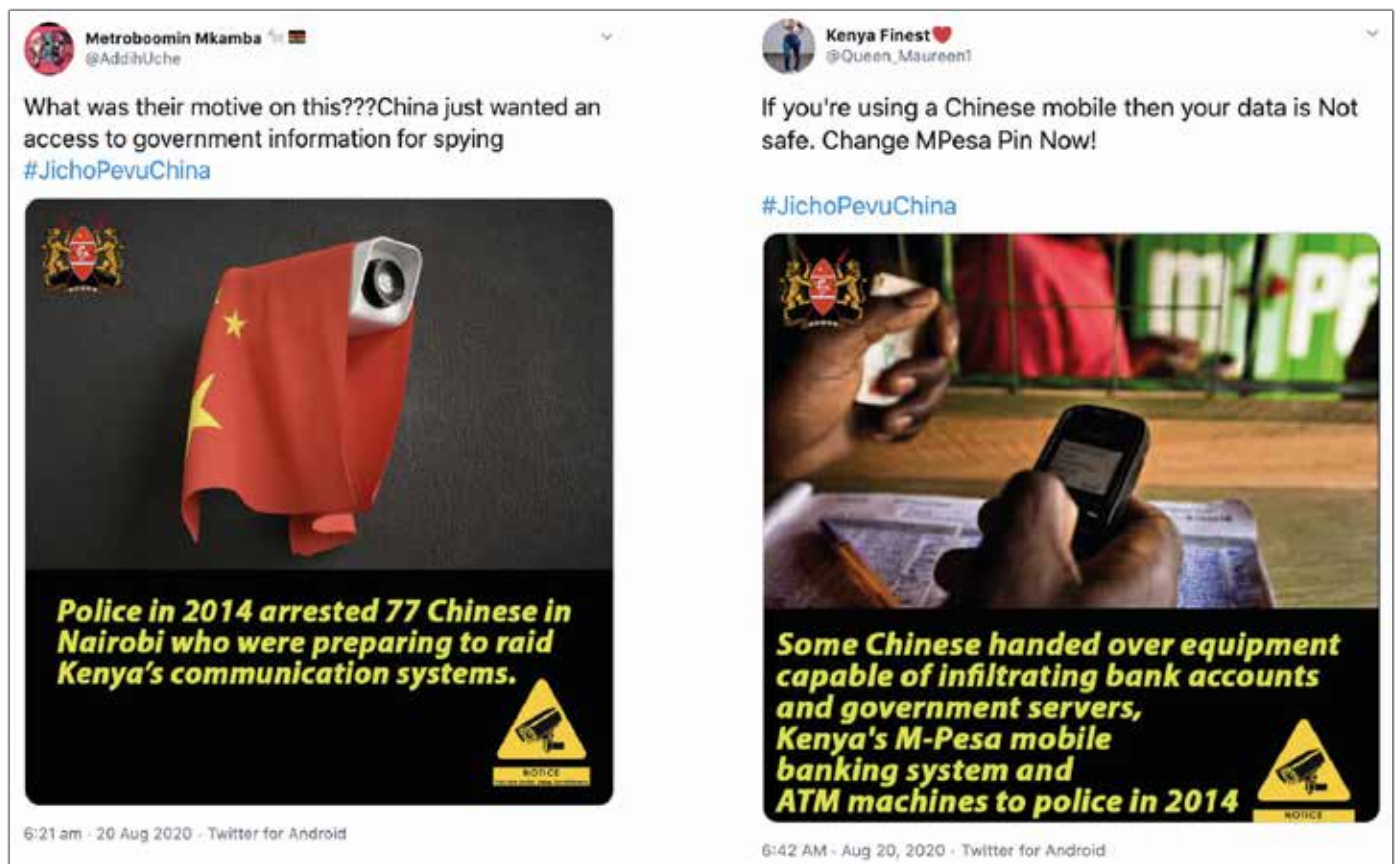 Metroboomin Mkamba
@AddihUche
What was their motive on this???China just wanted an
access to government information for spying
#JichoPevuChina
Police in 2014 arrested 77 Chinese in
Nairobi who were preparing to raid
Kenya's communication systems.
NOTICE
6:21 am · 20 Aug 2020 · Twitter for Android
Kenya Finest
@Queen_Maureen1
If you're using a Chinese mobile then your data is Not
safe. Change MPesa Pin Now!
#JichoPevuChina
Some Chinese handed over equipment
capable of infiltrating bank accounts
and government servers,
Kenya's M-Pesa mobile
banking system and
ATM machines to police in 2014
NOTICE
6:42 AM · Aug 20, 2020 · Twitter for Android